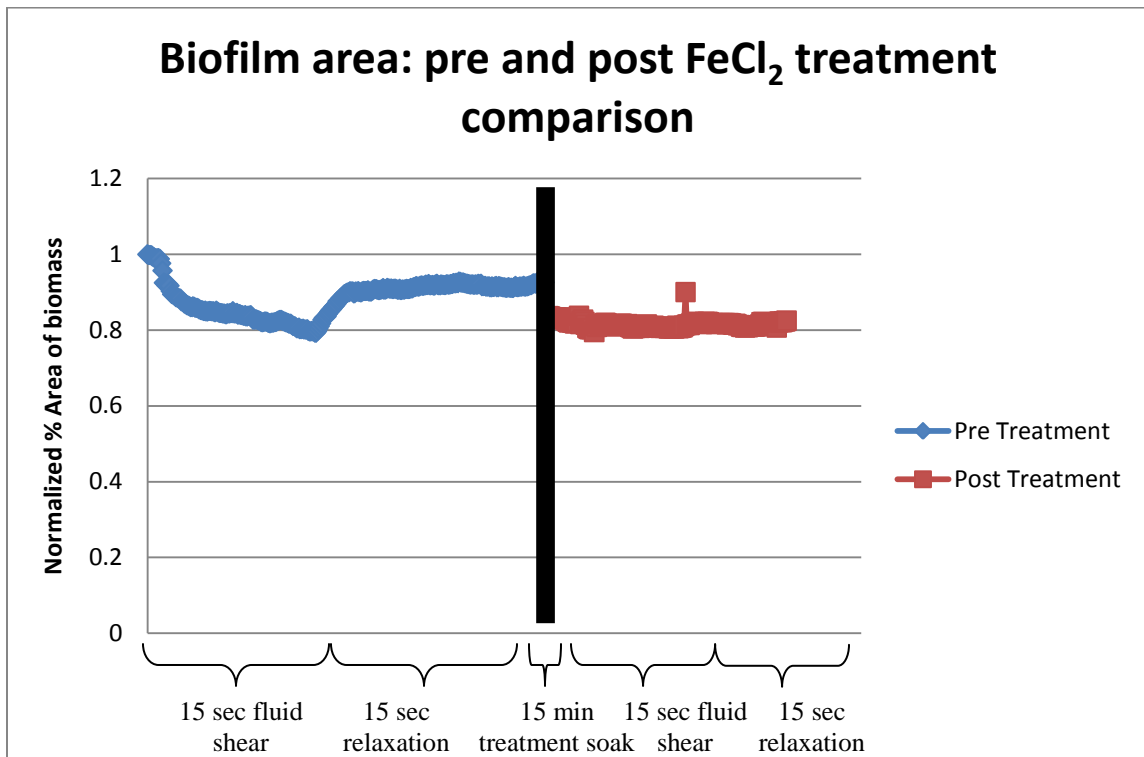 Biofilm area: pre and post FeCl₂ treatment
comparison
Normalized % Area of biomass
1.2
1
0.8
0.6
0.4
0.2
0
Pre Treatment
Post Treatment
15 sec fluid
shear
15 sec
relaxation
15 min
treatment soak
15 sec fluid
shear
15 sec
relaxation